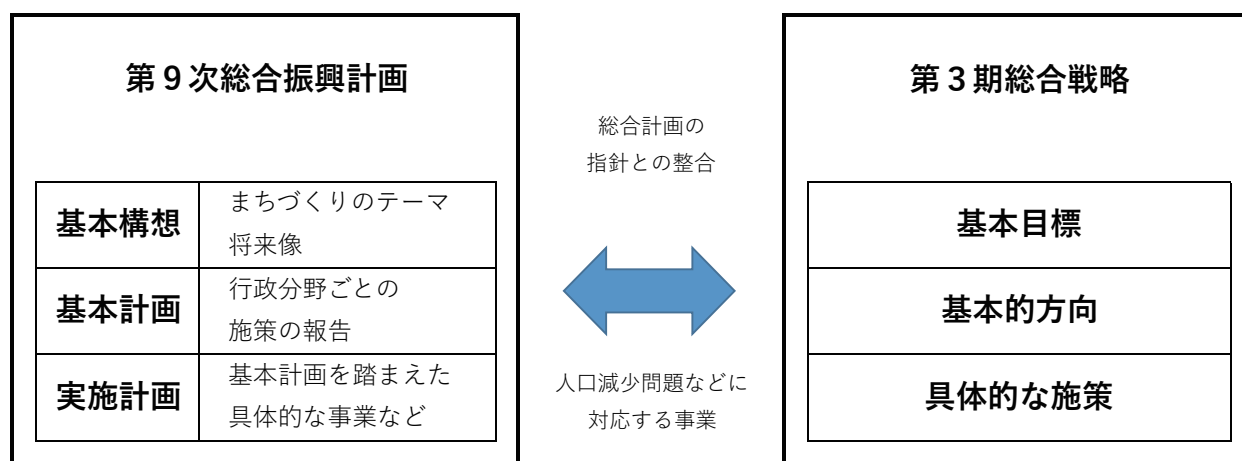 第９次総合振興計画
基本構想
まちづくりのテーマ
将来像
基本計画
行政分野ごとの
施策の報告
実施計画
基本計画を踏まえた
具体的な事業など
総合計画の
指針との整合
人口減少問題などに
対応する事業
第３期総合戦略
基本目標
基本的方向
具体的な施策